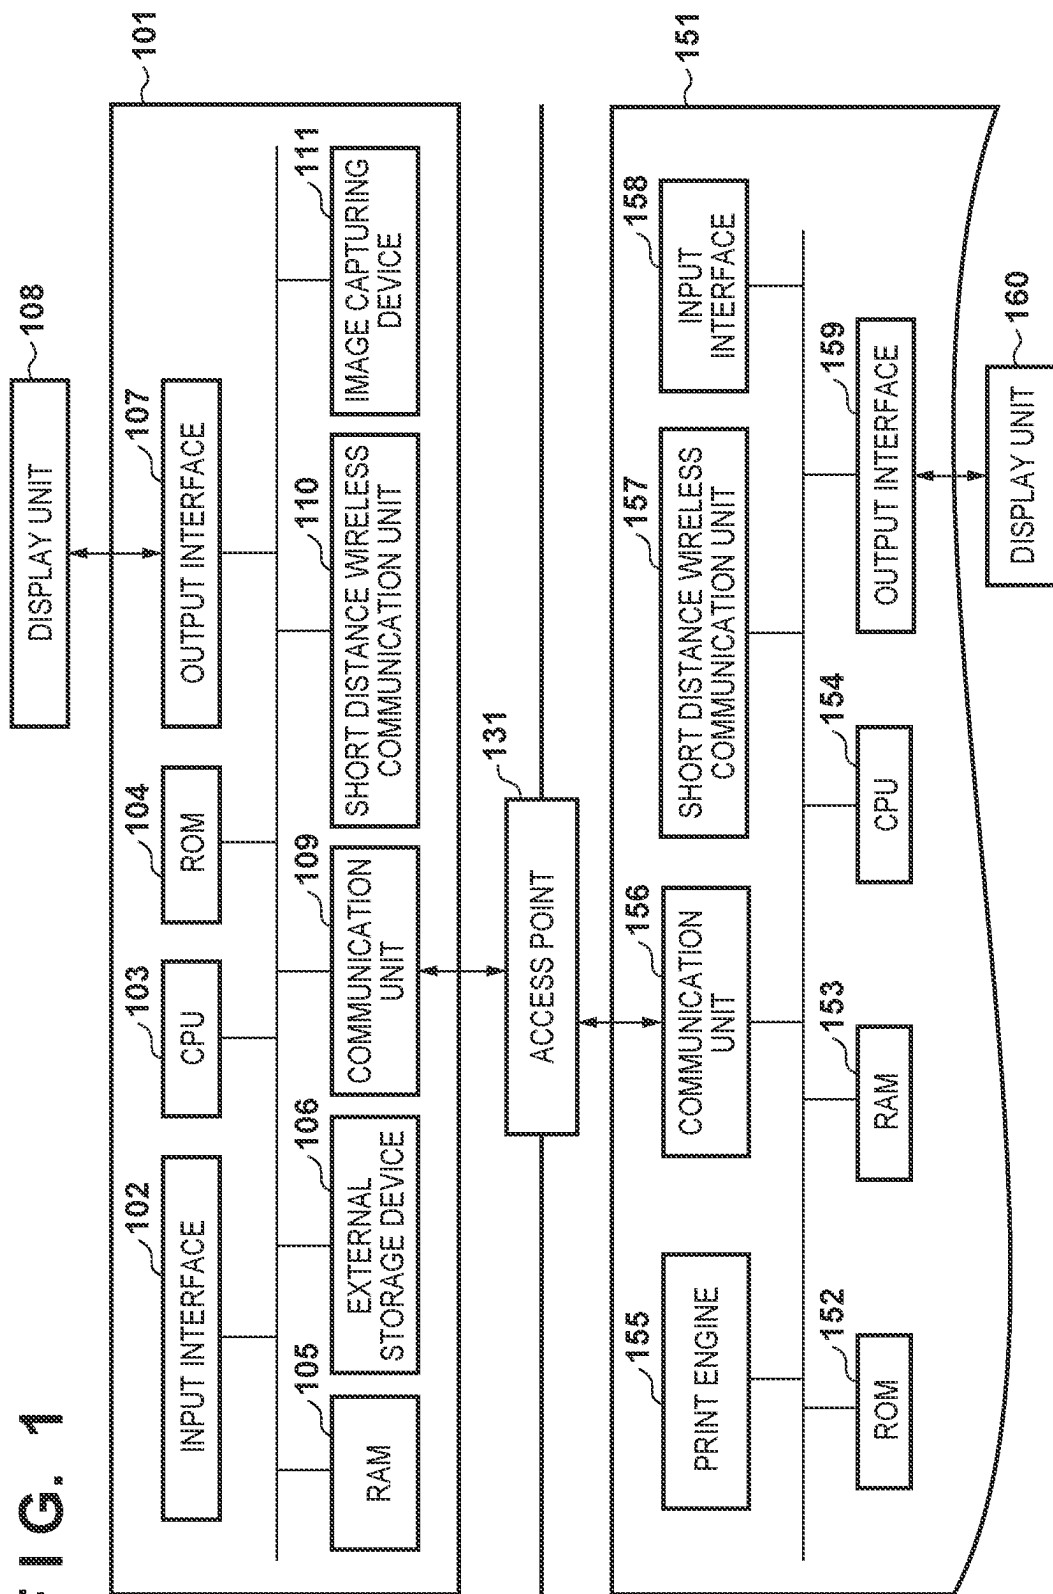 FIG. 1
108
DISPLAY UNIT
101
102
INPUT INTERFACE
103
CPU
104
ROM
107
OUTPUT INTERFACE
105
RAM
106
EXTERNAL
STORAGE DEVICE
109
COMMUNICATION
UNIT
110
SHORT DISTANCE WIRELESS
COMMUNICATION UNIT
111
IMAGE CAPTURING
DEVICE
131
ACCESS POINT
151
155
PRINT ENGINE
156
COMMUNICATION
UNIT
157
SHORT DISTANCE WIRELESS
COMMUNICATION UNIT
158
INPUT
INTERFACE
152
ROM
153
RAM
154
CPU
159
OUTPUT INTERFACE
160
DISPLAY UNIT